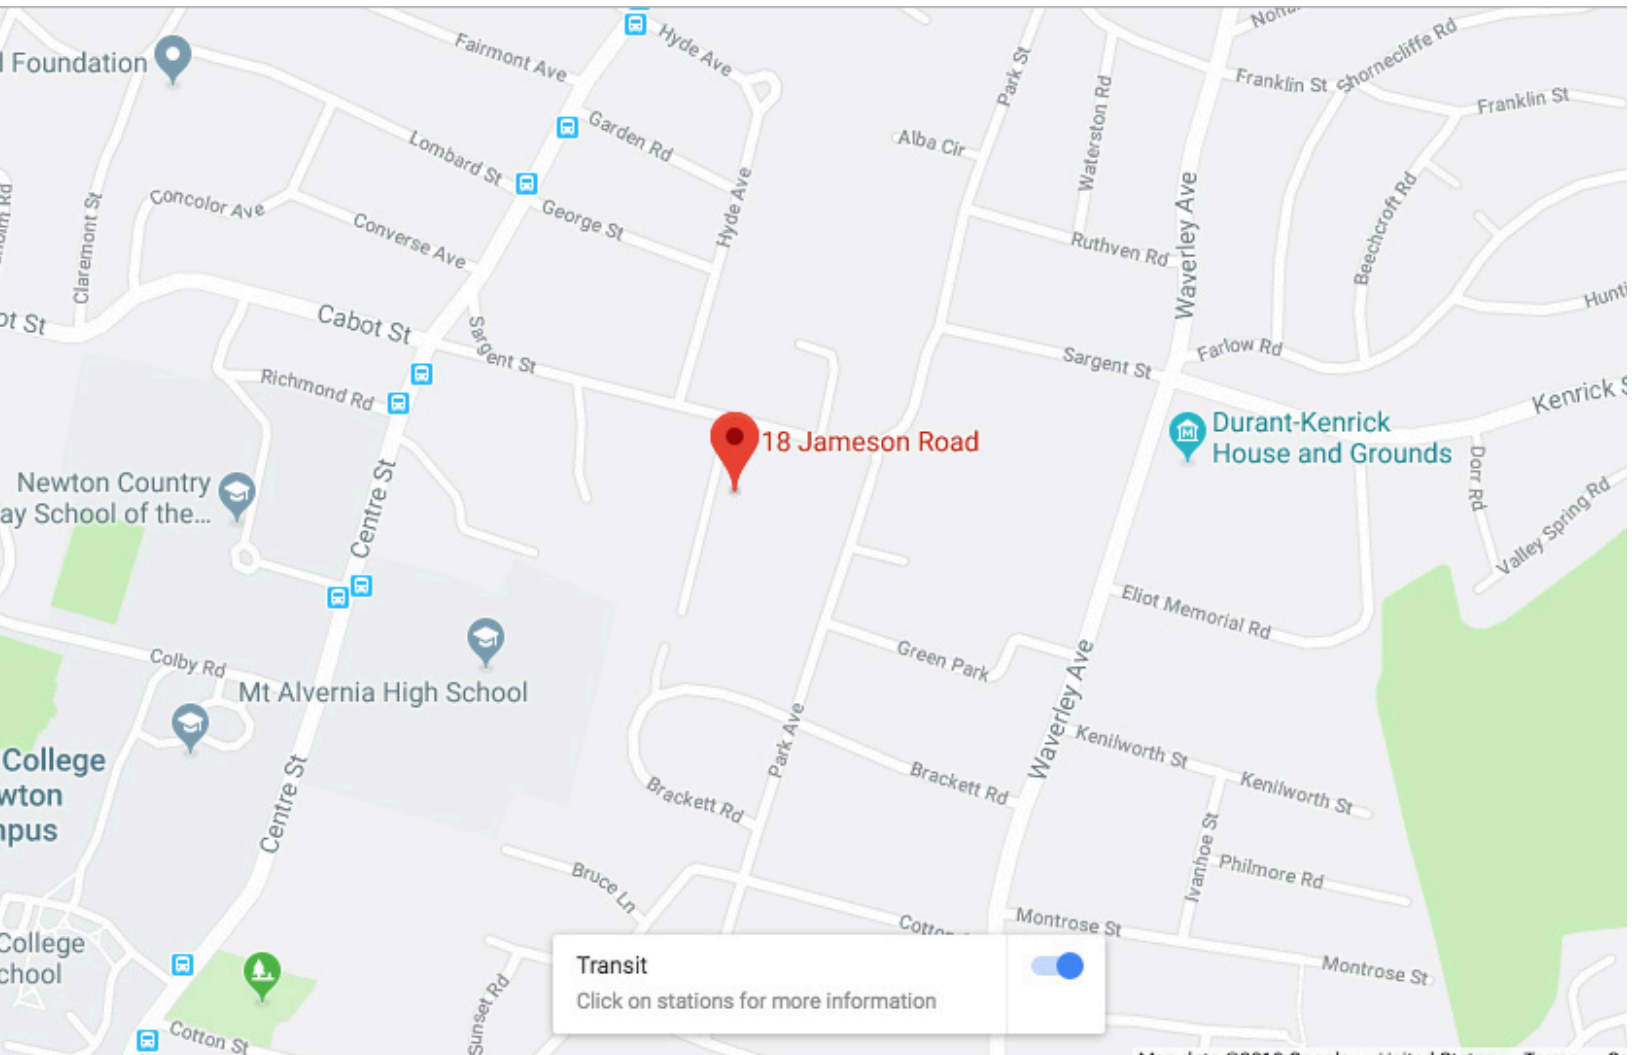 Nona
Fairmont Ave
Hyde Ave
Park St
Franklin St
Shornecliffe Rd
Franklin St
l Foundation
Waterston Rd
Garden Rd
Alba Cir
Lombard St
Concolor Ave
Claremont St
George St
Converse Ave
Hyde Ave
Ruthven Rd
Waverley Ave
Beechcroft Rd
Hunti
ot St
Cabot St
Sargent St
Sargent St
Farlow Rd
Richmond Rd
Kenrick S
18 Jameson Road
Durant-Kenrick
House and Grounds
Newton Country
ay School of the...
Centre St
Dorr Rd
Valley Spring Rd
Eliot Memorial Rd
Colby Rd
Mt Alvernia High School
Green Park
Waverley Ave
Park Ave
College
wton
mpus
Centre St
Brackett Rd
Brackett Rd
Kenilworth St
Kenilworth St
Ivanhoe St
Philmore Rd
Bruce Ln
Montrose St
Montrose St
College
chool
Sunset Rd
Cotton St
Transit
Click on stations for more information